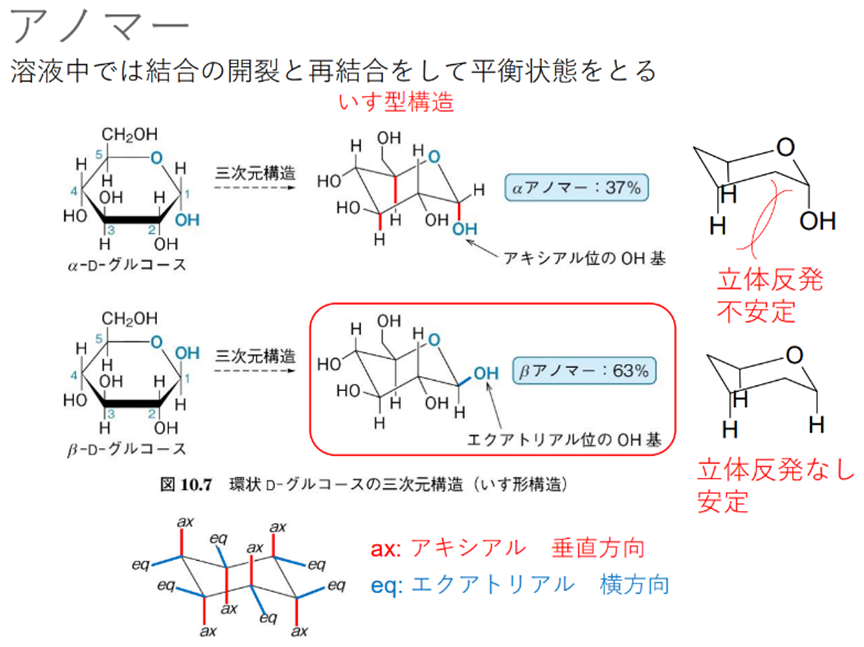 アノマー
溶液中では結合の開裂と再結合をして平衡状態をとる
いす型構造
CH₂OH
5
O
H
H
H
4
1
OH
H
HO
OH
3
2
H
OH
α-D-グルコース
三次元構造
OH
H
H
O
HO
H
HO
H
OH
H
OH
αアノマー：37%
アキシアル位の OH 基
O
H
H
OH
立体反発
不安定
CH₂OH
5
O
OH
H
H
4
1
OH
H
HO
H
3
2
H
OH
β-D-グルコース
三次元構造
OH
H
H
O
HO
OH
HO
H
OH
H
H
βアノマー：63%
エクアトリアル位の OH 基
O
H
H
H
立体反発なし
安定
図 10.7 環状 D-グルコースの三次元構造（いす形構造）
ax
eq
ax
eq
ax
eq
eq
eq
ax
eq
ax
ax
ax: アキシアル 垂直方向
eq: エクアトリアル 横方向